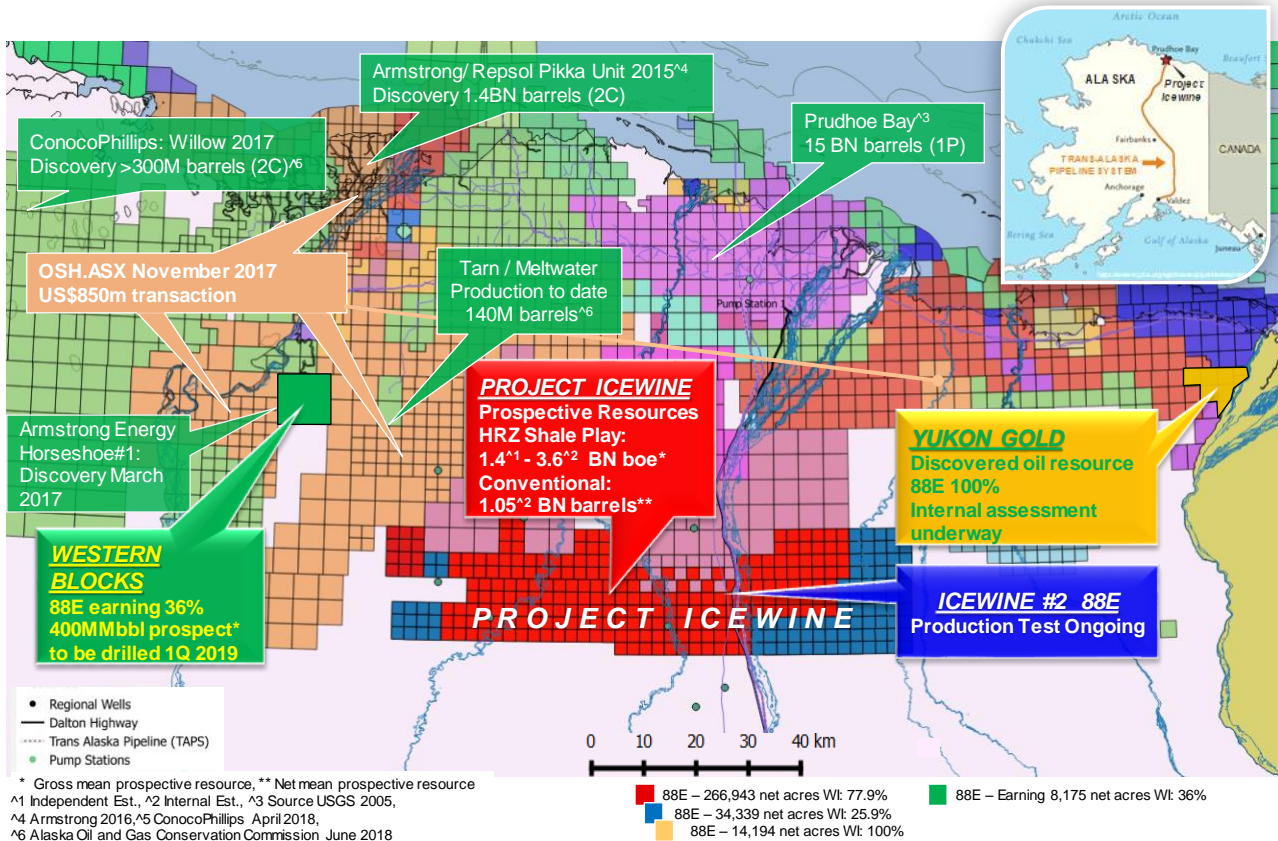 Arctic Ocean
Chukchi Sea
Prudhoe Bay
Beaufort
ALASKA
Project
Icewine
Fairbanks
CANADA
TRANS-ALASKA
PIPELINE SYSTEM
Anchorage
Valdez
Bering Sea
Gulf of Alaska
Juneau
Armstrong/ Repsol Pikka Unit 2015^4
Discovery 1.4BN barrels (2C)
ConocoPhillips: Willow 2017
Discovery >300M barrels (2C)^5
Prudhoe Bay^3
15 BN barrels (1P)
OSH.ASX November 2017
US$850m transaction
Tarn / Meltwater
Production to date
140M barrels^6
Pump Station 1
PROJECT ICEWINE
Prospective Resources
HRZ Shale Play:
1.4^1 - 3.6^2 BN boe*
Conventional:
1.05^2 BN barrels**
Armstrong Energy
Horseshoe#1:
Discovery March
2017
YUKON GOLD
Discovered oil resource
88E 100%
Internal assessment
underway
WESTERN
BLOCKS
88E earning 36%
400MMbbl prospect*
to be drilled 1Q 2019
PROJECT ICEWINE
ICEWINE #2 88E
Production Test Ongoing
Regional Wells
Dalton Highway
Trans Alaska Pipeline (TAPS)
Pump Stations
0 10 20 30 40 km
* Gross mean prospective resource, ** Net mean prospective resource
^1 Independent Est., ^2 Internal Est., ^3 Source USGS 2005,
^4 Armstrong 2016,^5 ConocoPhillips April 2018,
^6 Alaska Oil and Gas Conservation Commission June 2018
88E – 266,943 net acres WI: 77.9%
88E – 34,339 net acres WI: 25.9%
88E – 14,194 net acres WI: 100%
88E – Earning 8,175 net acres WI: 36%